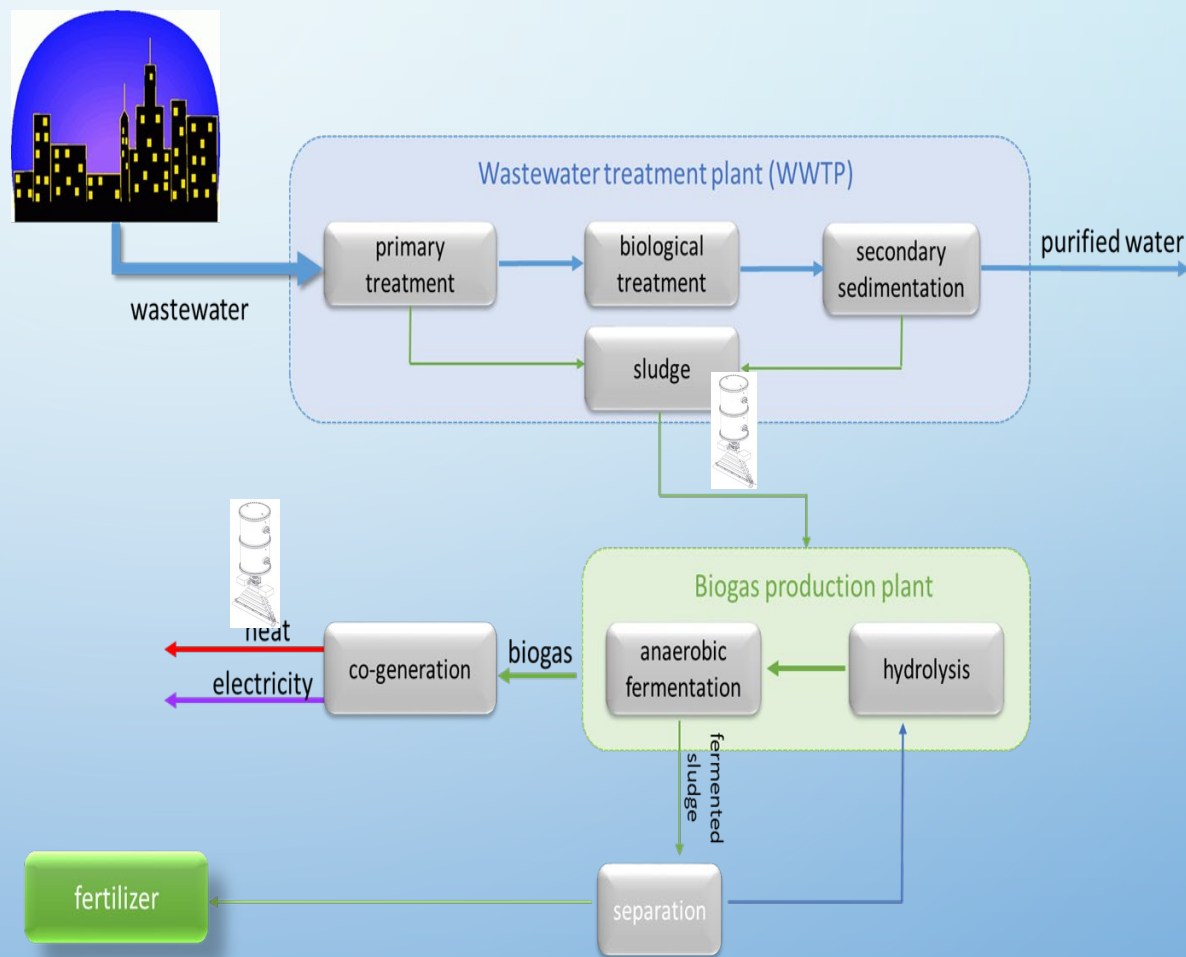 Wastewater treatment plant (WWTP)
primary
treatment
biological
treatment
secondary
sedimentation
purified water
wastewater
sludge
Biogas production plant
heat
electricity
co-generation
biogas
anaerobic
fermentation
hydrolysis
fermented
sludge
fertilizer
separation